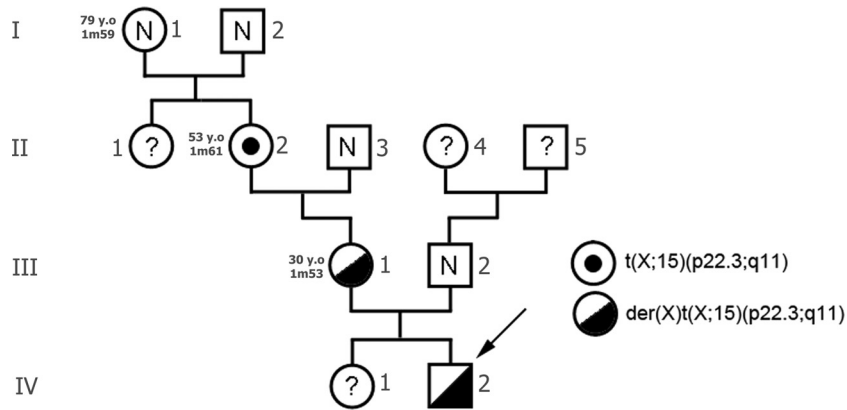 I
79 y.o
1m59
N 1
N 2
II
1 ?
53 y.o
1m61
2
N 3
? 4
? 5
III
30 y.o
1m53
1
N 2
t(X;15)(p22.3;q11)
der(X)t(X;15)(p22.3;q11)
IV
? 1
2